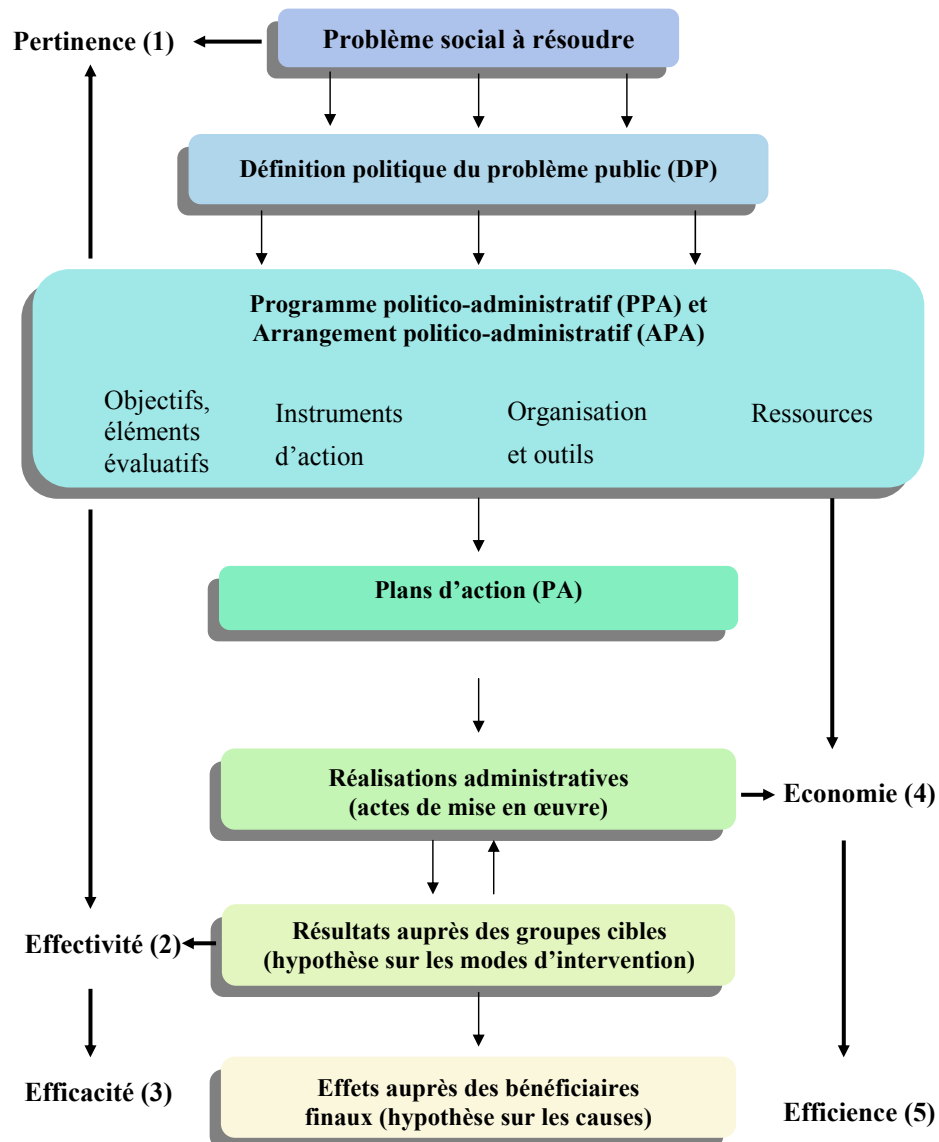 Pertinence (1)
Problème social à résoudre
Définition politique du problème public (DP)
Programme politico-administratif (PPA) et
Arrangement politico-administratif (APA)
Objectifs,
éléments
évaluatifs
Instruments
d’action
Organisation
et outils
Ressources
Plans d’action (PA)
Réalisations administratives
(actes de mise en œuvre)
Economie (4)
Effectivité (2)
Résultats auprès des groupes cibles
(hypothèse sur les modes d’intervention)
Efficacité (3)
Effets auprès des bénéficiaires
finaux (hypothèse sur les causes)
Efficience (5)